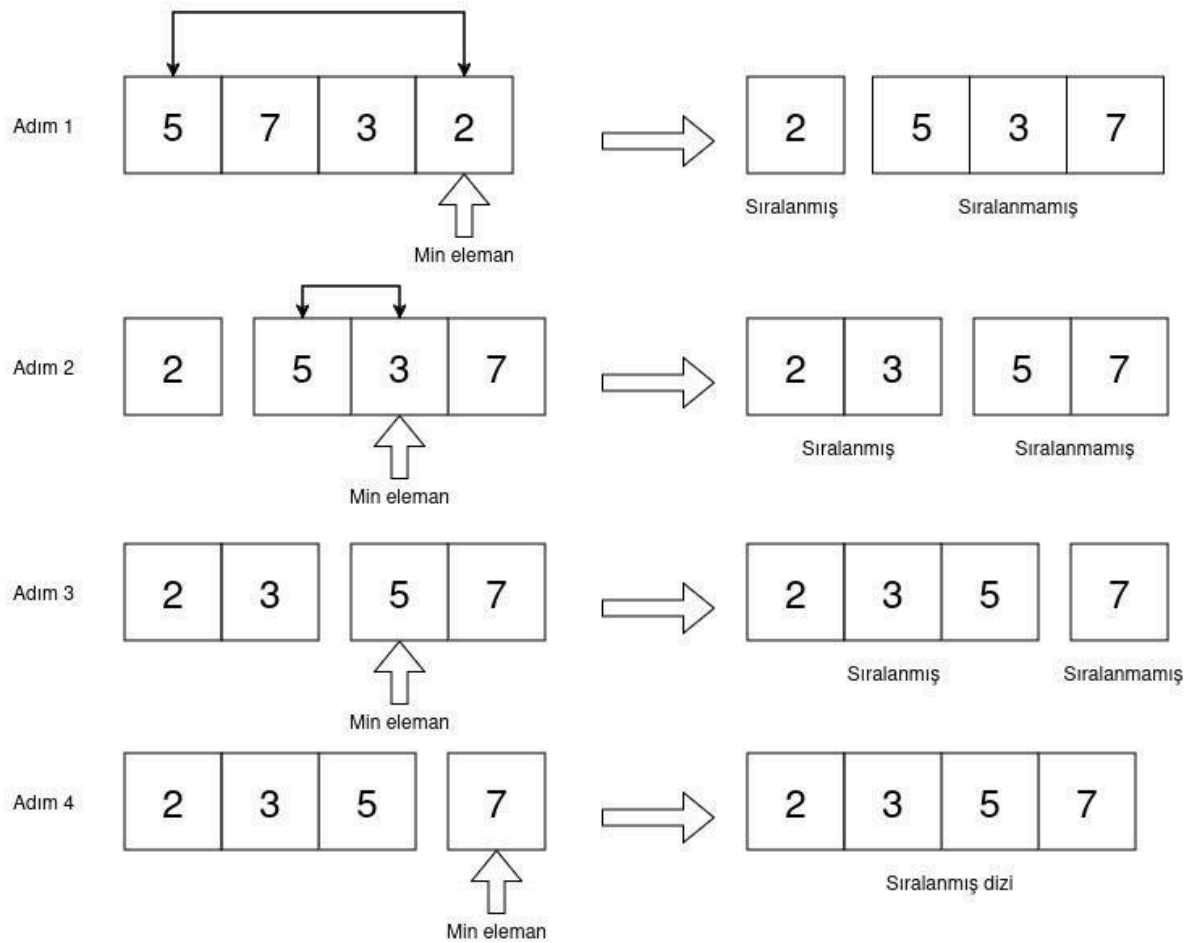 Adım 1
5 7 3 2
2 5 3 7
Sıralanmış Sıralanmamış
Min eleman
Adım 2
2 5 3 7
2 3 5 7
Sıralanmış Sıralanmamış
Min eleman
Adım 3
2 3 5 7
2 3 5 7
Sıralanmış Sıralanmamış
Min eleman
Adım 4
2 3 5 7
2 3 5 7
Sıralanmış dizi
Min eleman